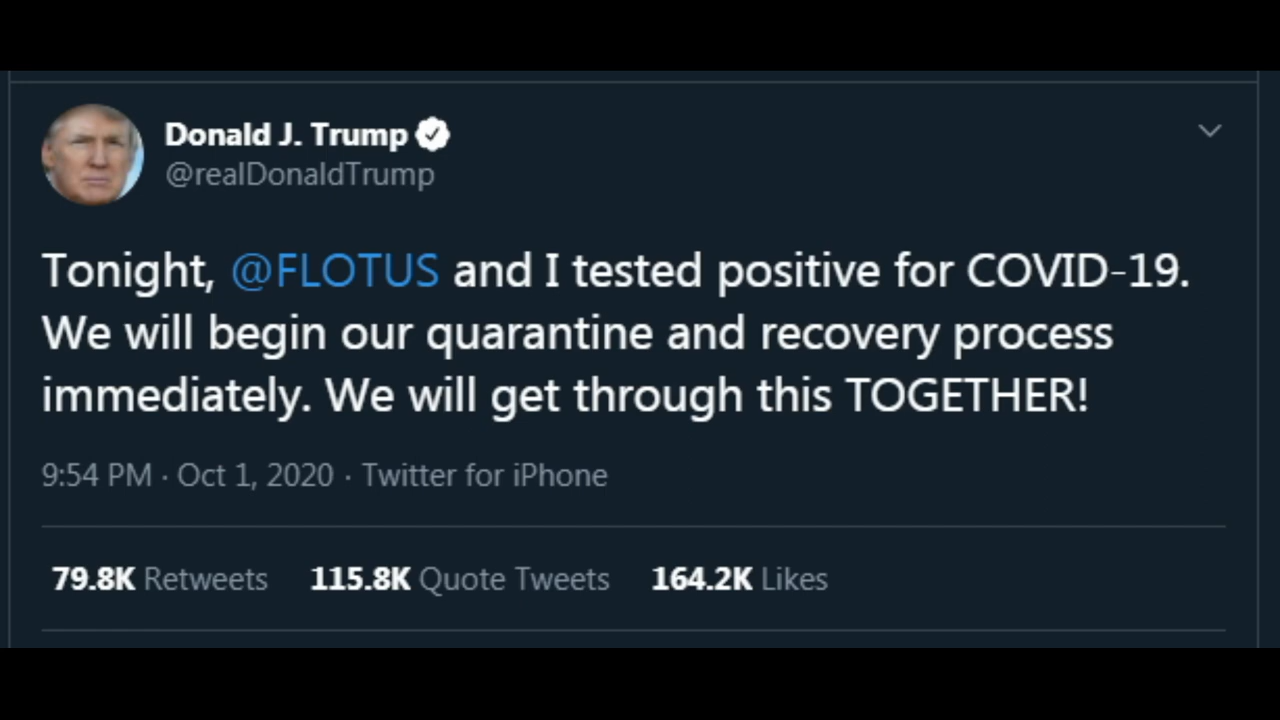 Donald J. Trump
@realDonaldTrump
Tonight, @FLOTUS and I tested positive for COVID-19.
We will begin our quarantine and recovery process
immediately. We will get through this TOGETHER!
9:54 PM · Oct 1, 2020 · Twitter for iPhone
79.8K Retweets 115.8K Quote Tweets 164.2K Likes